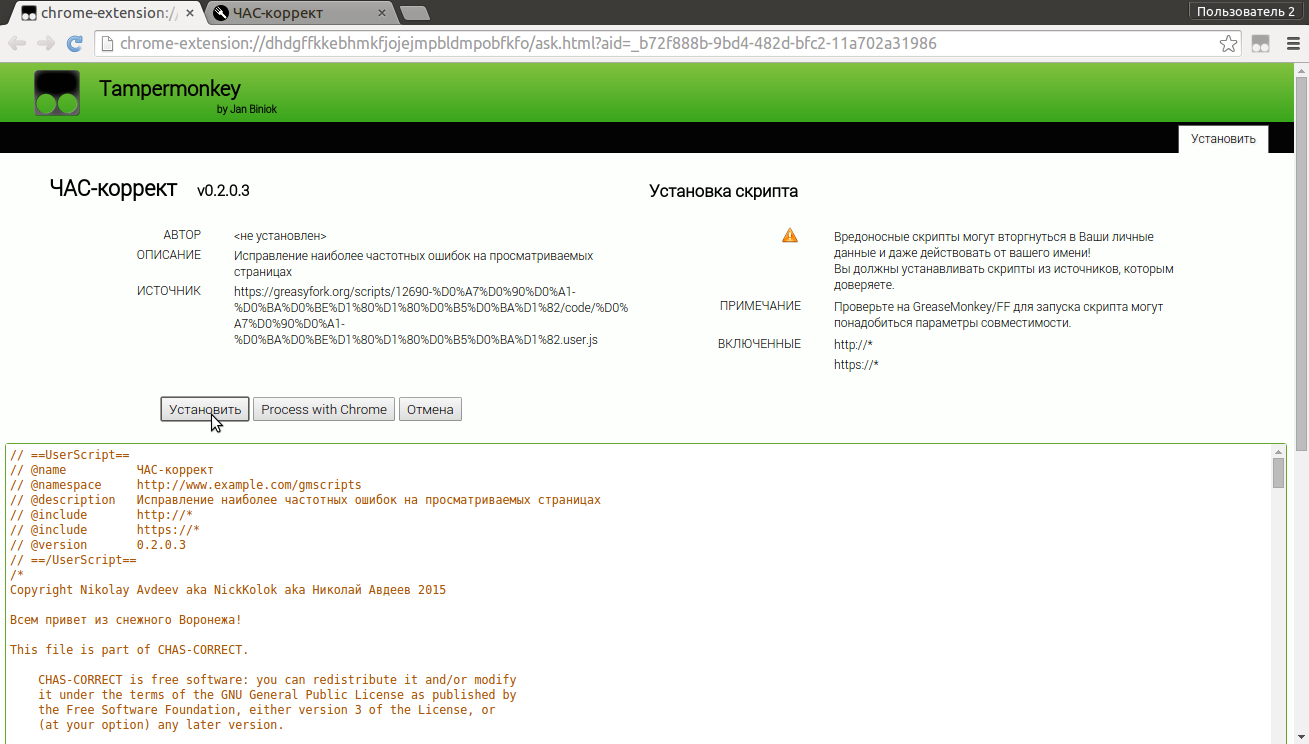 chrome-extension:/
ЧАС-коррект
Пользователь 2
chrome-extension://dhdgffkkebhmkfjojejmpbldmpobfkfo/ask.html?aid=_b72f888b-9bd4-482d-bfc2-11a702a31986
Tampermonkey
by Jan Biniok
Установить
ЧАС-коррект v0.2.0.3
АВТОР <не установлен>
ОПИСАНИЕ Исправление наиболее частотных ошибок на просматриваемых
страницах
ИСТОЧНИК https://greasyfork.org/scripts/12690-%D0%A7%D0%90%D0%A1-
%D0%BA%D0%BE%D1%80%D1%80%D0%B5%D0%BA%D1%82/code/%D0%
A7%D0%90%D0%A1-
%D0%BA%D0%BE%D1%80%D1%80%D0%B5%D0%BA%D1%82.user.js
Установка скрипта
Вредоносные скрипты могут вторгнуться в Ваши личные
данные и даже действовать от вашего имени!
Вы должны устанавливать скрипты из источников, которым
доверяете.
ПРИМЕЧАНИЕ Проверьте на GreaseMonkey/FF для запуска скрипта могут
понадобиться параметры совместимости.
ВКЛЮЧЕННЫЕ http://*
https://*
Установить Process with Chrome Отмена
// ==UserScript==
// @name ЧАС-коррект
// @namespace http://www.example.com/gmscripts
// @description Исправление наиболее частотных ошибок на просматриваемых страницах
// @include http://*
// @include https://*
// @version 0.2.0.3
// ==/UserScript==
/*
Copyright Nikolay Avdeev aka NickKolok aka Николай Авдеев 2015
Всем привет из снежного Воронежа!
This file is part of CHAS-CORRECT.
CHAS-CORRECT is free software: you can redistribute it and/or modify
it under the terms of the GNU General Public License as published by
the Free Software Foundation, either version 3 of the License, or
(at your option) any later version.